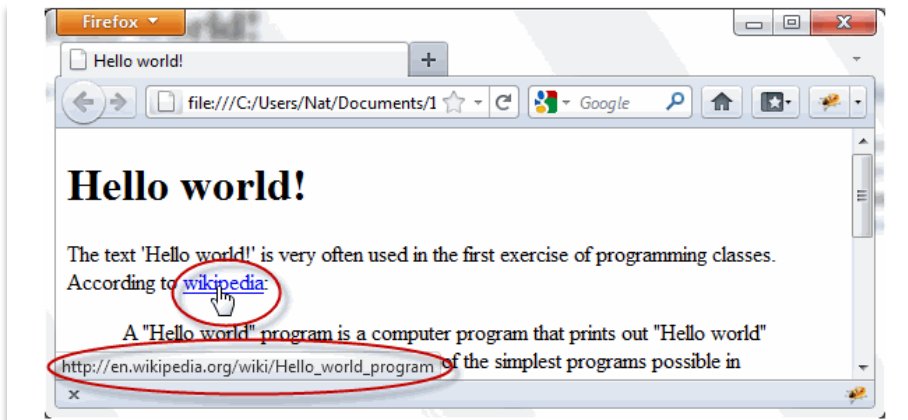 Firefox
Hello world!
file:///C:/Users/Nat/Documents/1
Google
Hello world!
The text 'Hello world!' is very often used in the first exercise of programming classes.
According to wikipedia:
A "Hello world" program is a computer program that prints out "Hello world"
of the simplest programs possible in
http://en.wikipedia.org/wiki/Hello_world_program
x